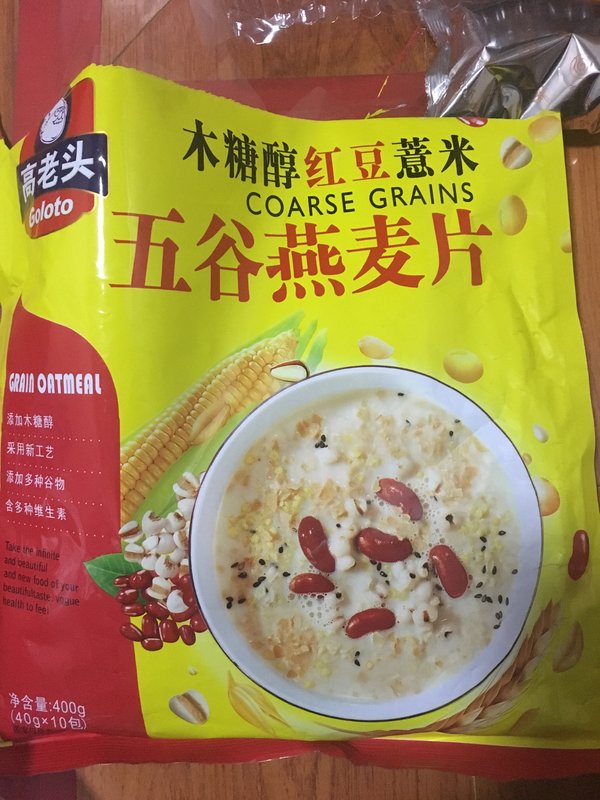 高老头
Goloto
木糖醇红豆薏米
COARSE GRAINS
五谷燕麦片
GRAIN OATMEAL
添加木糖醇
采用新工艺
添加多种谷物
含多种维生素
Take the infinite
and beautiful
and new food of your
beautifultaste, vogue
health to feel
净含量:400g
(40g×10包)